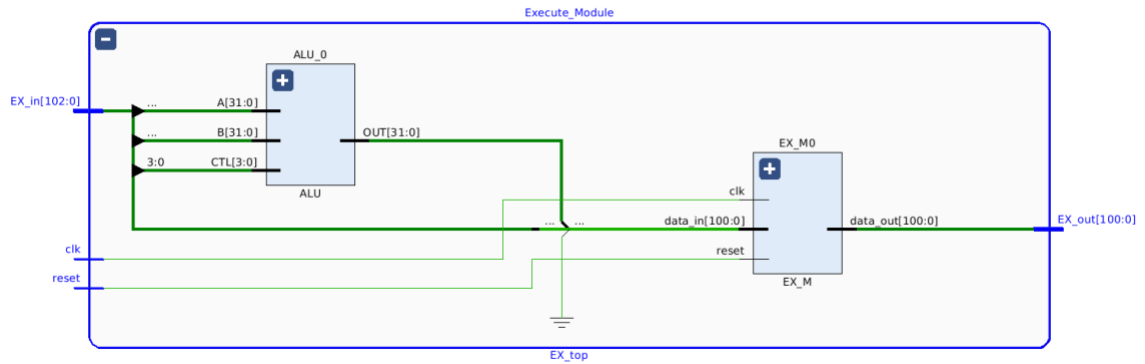 Execute_Module
ALU_0
EX_in[102:0]
... A[31:0]
... B[31:0] OUT[31:0]
3:0 CTL[3:0]
ALU
EX_M0
clk
... ... data_in[100:0] data_out[100:0] EX_out[100:0]
clk
reset
reset
EX_M
EX_top